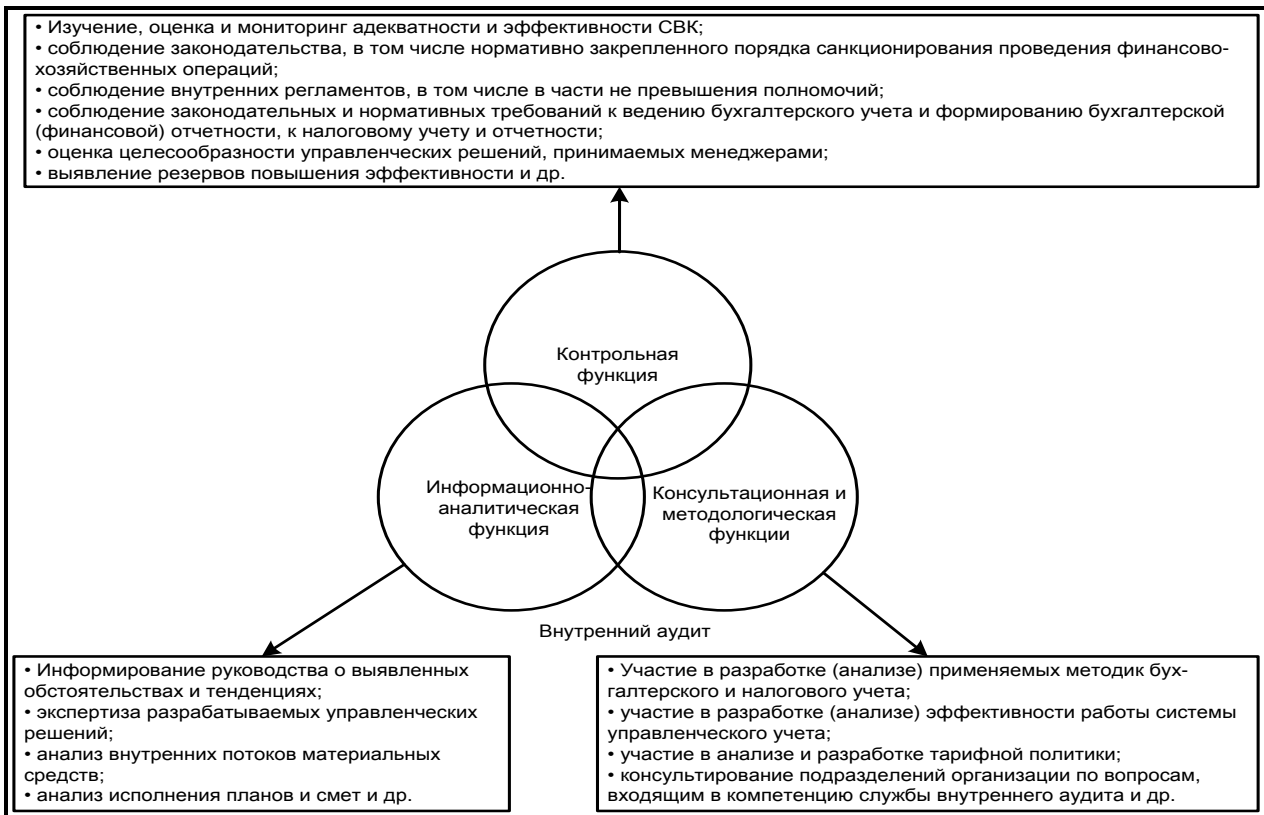 • Изучение, оценка и мониторинг адекватности и эффективности СВК;
• соблюдение законодательства, в том числе нормативно закрепленного порядка санкционирования проведения финансово-
хозяйственных операций;
• соблюдение внутренних регламентов, в том числе в части не превышения полномочий;
• соблюдение законодательных и нормативных требований к ведению бухгалтерского учета и формированию бухгалтерской
(финансовой) отчетности, к налоговому учету и отчетности;
• оценка целесообразности управленческих решений, принимаемых менеджерами;
• выявление резервов повышения эффективности и др.
Контрольная
функция
Информационно-
аналитическая
функция
Консультационная и
методологическая
функции
Внутренний аудит
• Информирование руководства о выявленных
обстоятельствах и тенденциях;
• экспертиза разрабатываемых управленческих
решений;
• анализ внутренних потоков материальных
средств;
• анализ исполнения планов и смет и др.
• Участие в разработке (анализе) применяемых методик бух-
галтерского и налогового учета;
• участие в разработке (анализе) эффективности работы системы
управленческого учета;
• участие в анализе и разработке тарифной политики;
• консультирование подразделений организации по вопросам,
входящим в компетенцию службы внутреннего аудита и др.